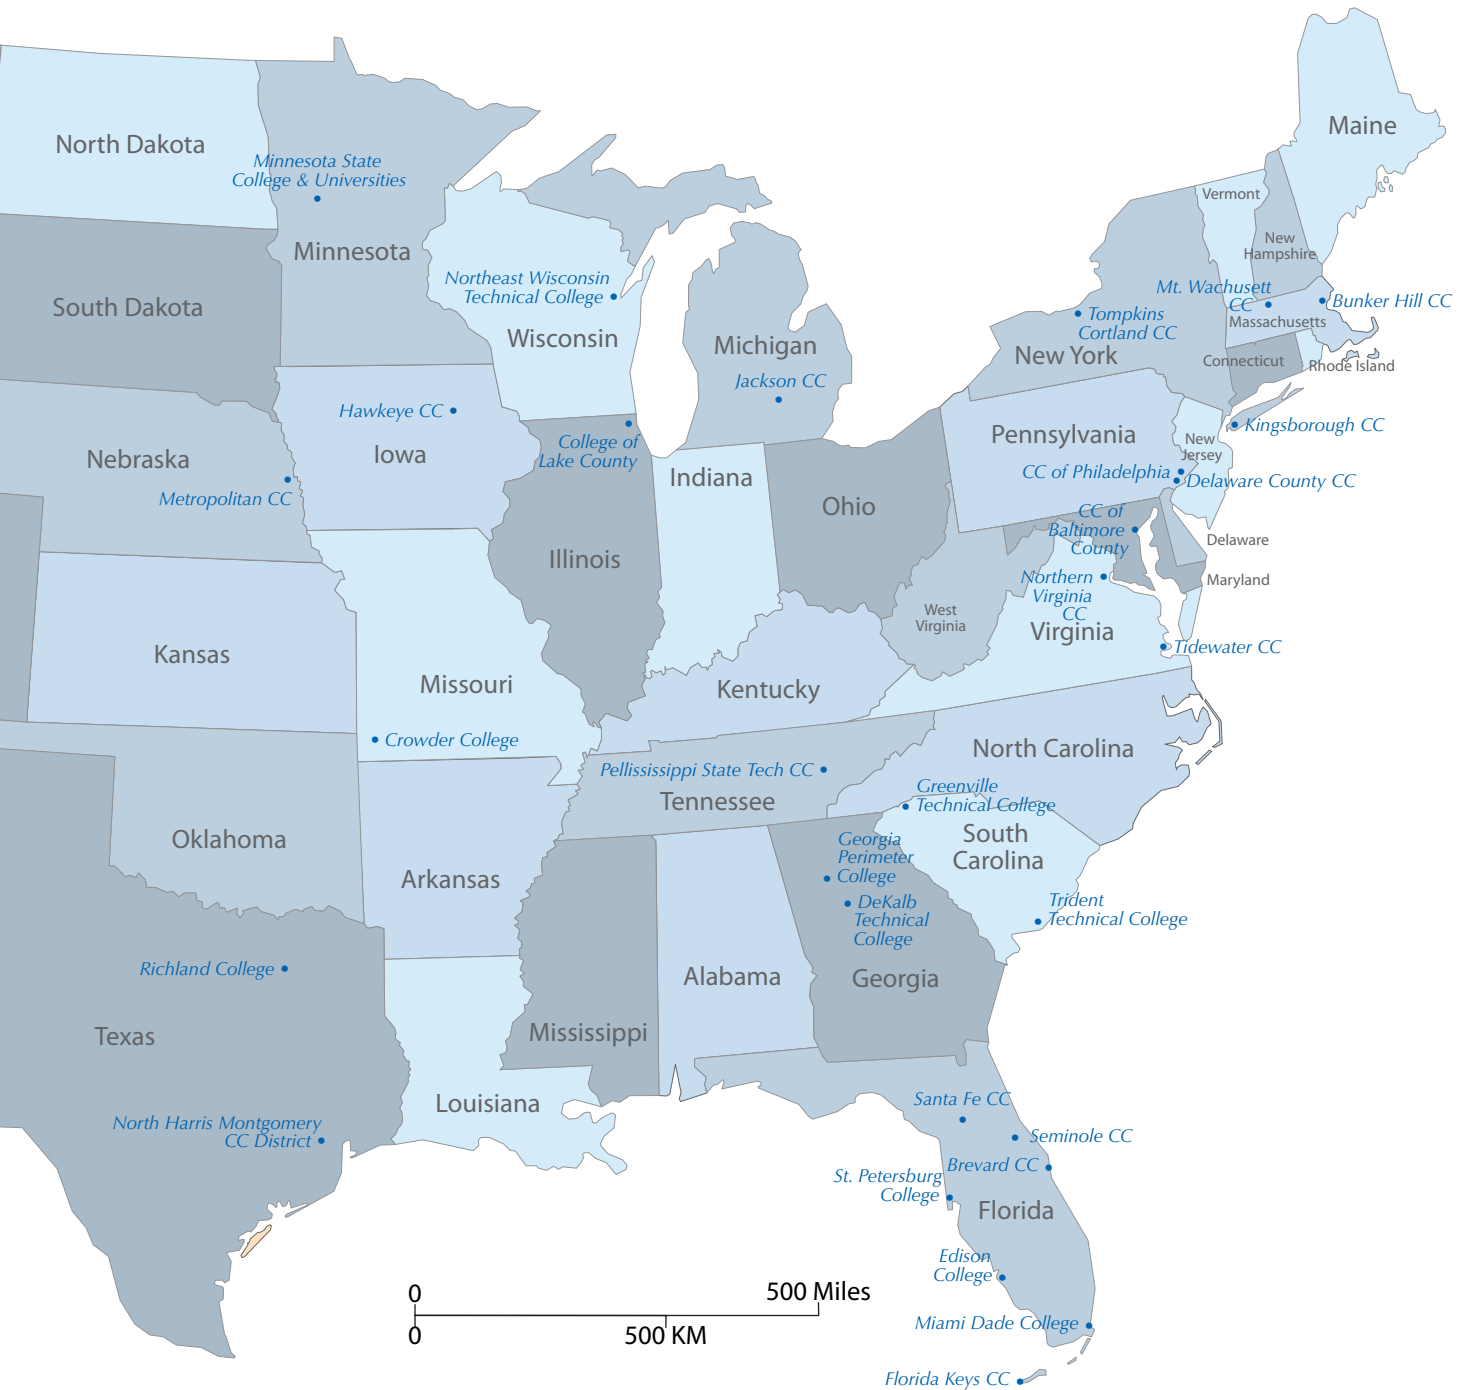 Maine
North Dakota
Minnesota State
College & Universities
Vermont
New
Hampshire
Minnesota
South Dakota
Northeast Wisconsin
Technical College
Wisconsin
Mt. Wachusett
CC
Bunker Hill CC
Tompkins
Cortland CC
Massachusetts
New York
Michigan
Connecticut
Rhode Island
Jackson CC
Hawkeye CC
Iowa
College of
Lake County
Kingsborough CC
Pennsylvania
New
Jersey
Nebraska
Metropolitan CC
Indiana
CC of Philadelphia
Delaware County CC
Ohio
CC of
Baltimore
County
Delaware
Illinois
Maryland
Northern
Virginia
CC
West
Virginia
Virginia
Tidewater CC
Kansas
Missouri
Kentucky
Crowder College
North Carolina
Pellississippi State Tech CC
Tennessee
Greenville
Technical College
Oklahoma
South
Carolina
Georgia
Perimeter
College
Arkansas
DeKalb
Technical
College
Trident
Technical College
Richland College
Alabama
Georgia
Texas
Mississippi
Louisiana
North Harris Montgomery
CC District
Santa Fe CC
Seminole CC
Brevard CC
St. Petersburg
College
Florida
Edison
College
0
500 Miles
0
500 KM
Miami Dade College
Florida Keys CC